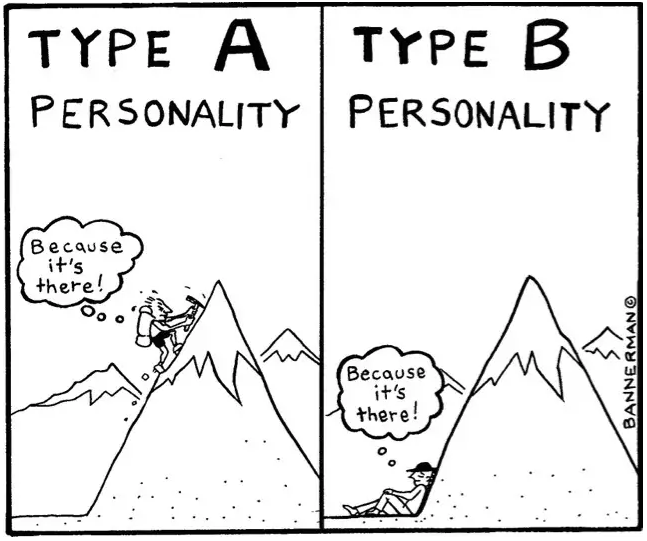 TYPE A
PERSONALITY
Because
it's
there!
TYPE B
PERSONALITY
Because
it's
there!
BANNERMAN ©